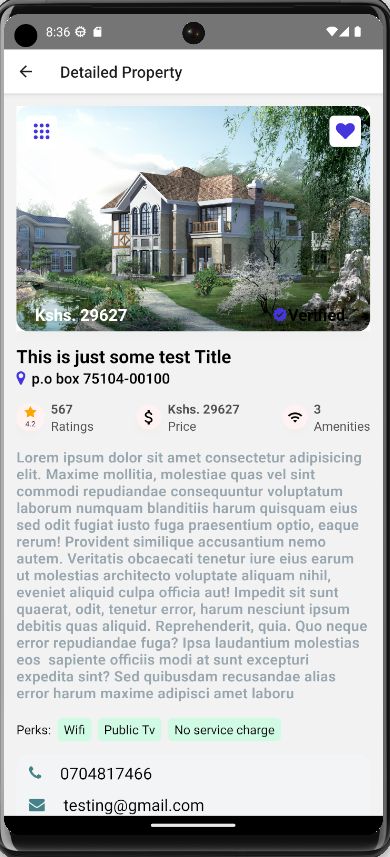 8:36
Detailed Property
Kshs. 29627
Verified
This is just some test Title
p.o box 75104-00100
4.2
567
Ratings
Kshs. 29627
Price
3
Amenities
Lorem ipsum dolor sit amet consectetur adipisicing
elit. Maxime mollitia, molestiae quas vel sint
commodi repudiandae consequuntur voluptatum
laborum numquam blanditiis harum quisquam eius
sed odit fugiat iusto fuga praesentium optio, eaque
rerum! Provident similique accusantium nemo
autem. Veritatis obcaecati tenetur iure eius earum
ut molestias architecto voluptate aliquam nihil,
eveniet aliquid culpa officia aut! Impedit sit sunt
quaerat, odit, tenetur error, harum nesciunt ipsum
debitis quas aliquid. Reprehenderit, quia. Quo neque
error repudiandae fuga? Ipsa laudantium molestias
eos  sapiente officiis modi at sunt excepturi
expedita sint? Sed quibusdam recusandae alias
error harum maxime adipisci amet laboru
Perks: Wifi Public Tv No service charge
0704817466
testing@gmail.com